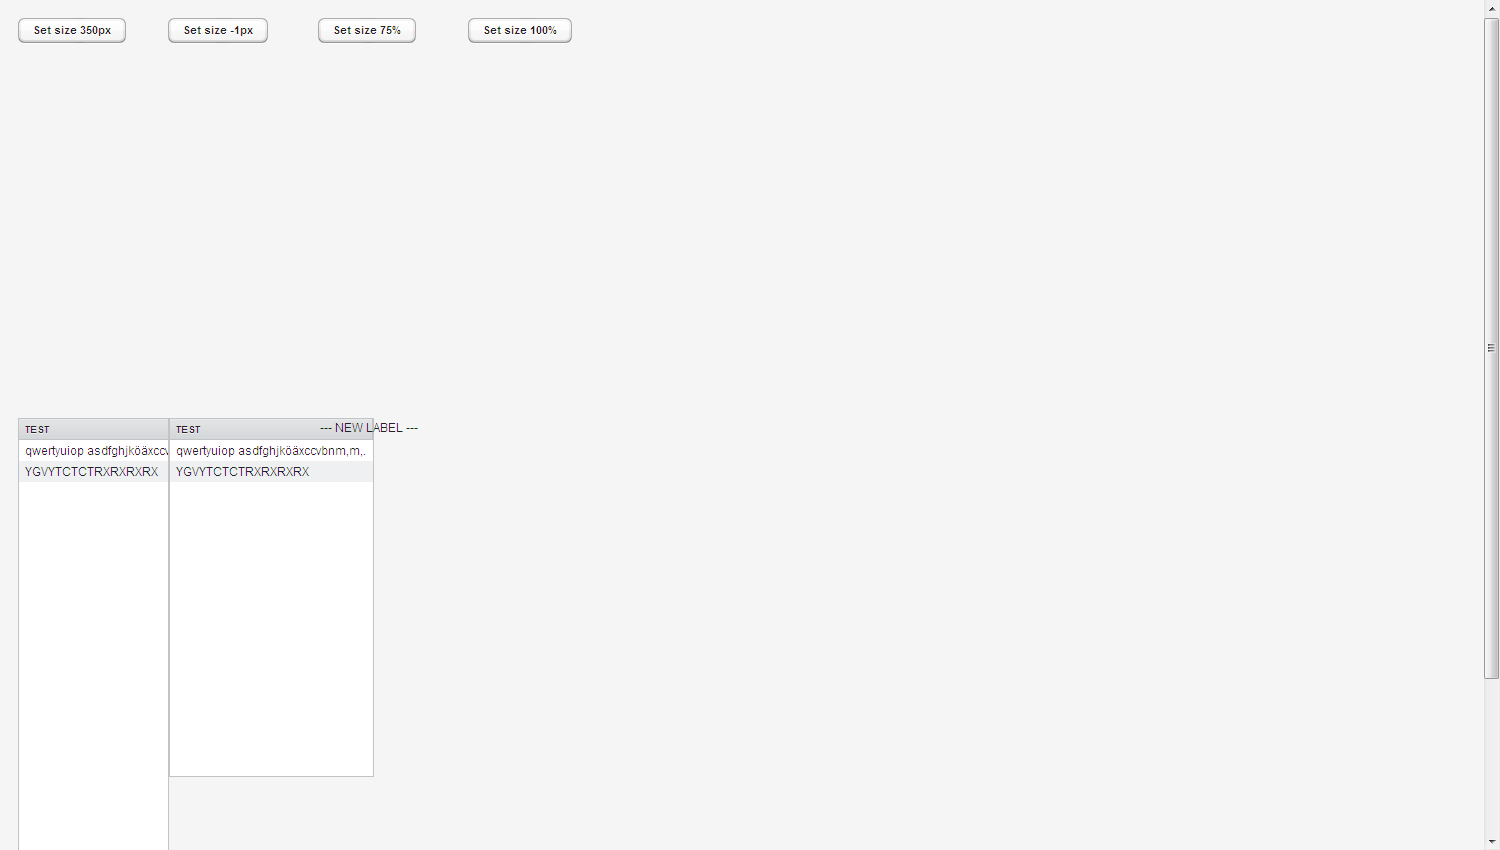 Set size 350px
Set size -1px
Set size 75%
Set size 100%
TEST
TEST
--- NEW LABEL ---
qwertyuiop asdfghjköäxccv
qwertyuiop asdfghjköäxccvbnm,m,.
YGVYTCTCTRXRXRXRX
YGVYTCTCTRXRXRXRX